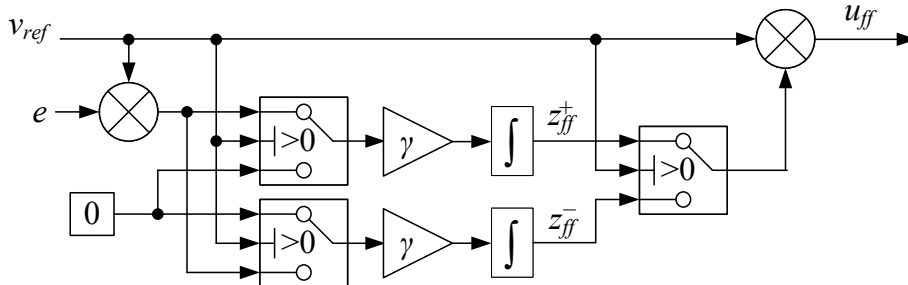 v_ref
u_ff
e
>0
γ
∫
z_ff^+
>0
0
>0
γ
∫
z_ff^−